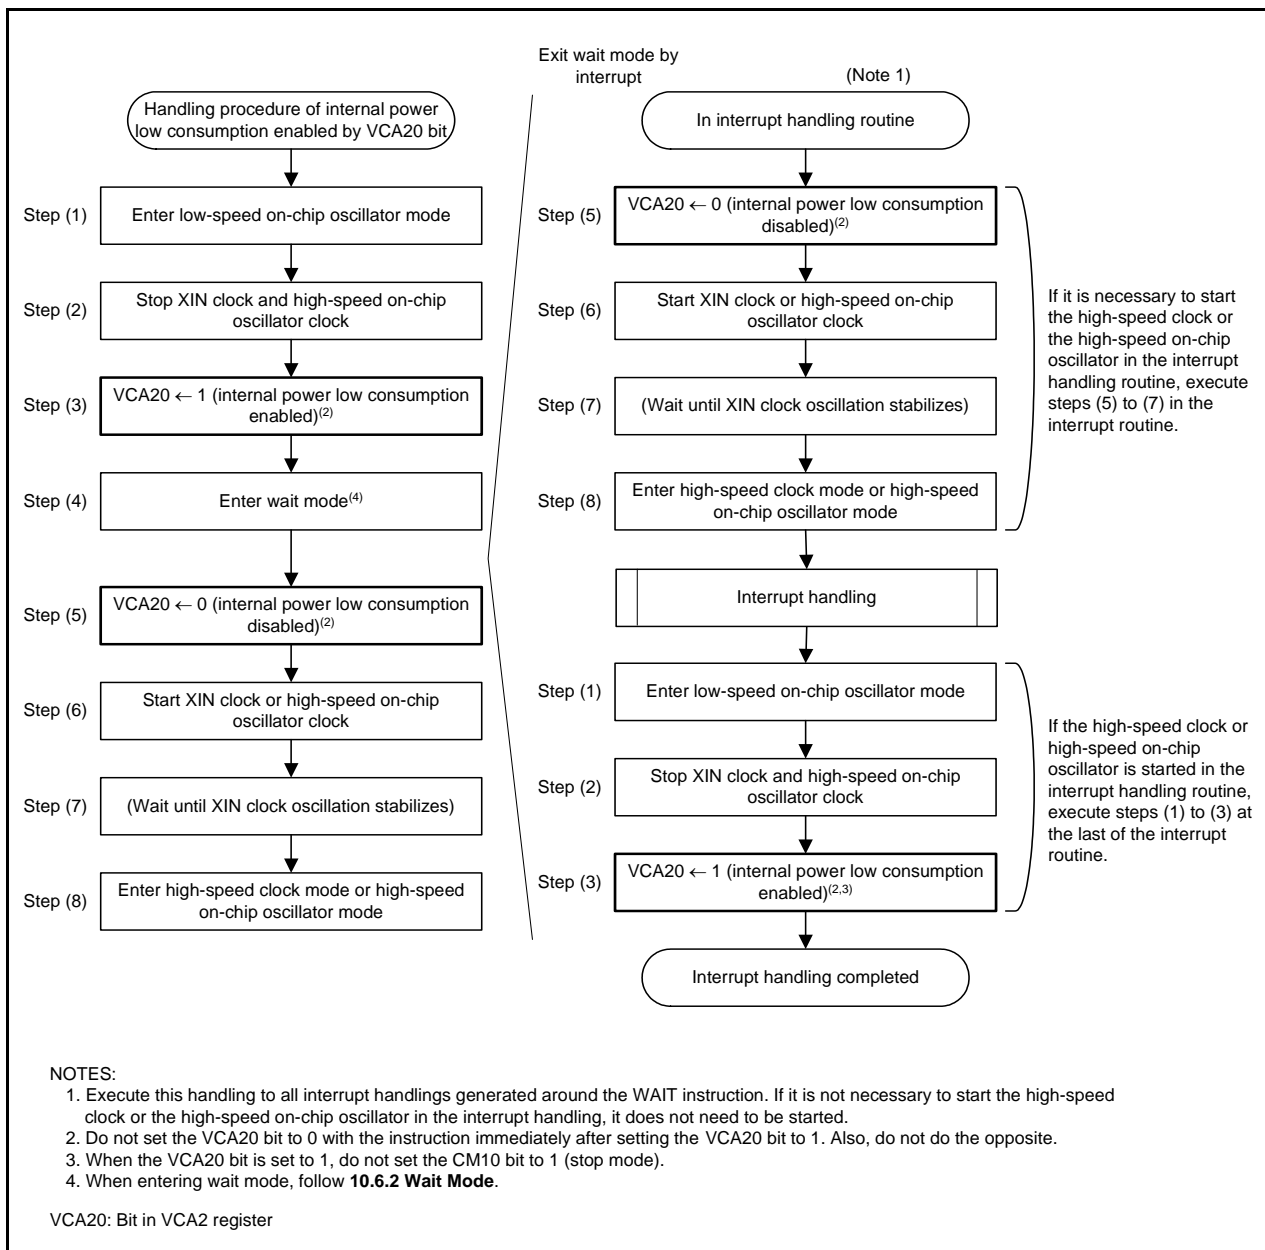 Handling procedure of internal power
low consumption enabled by VCA20 bit
Step (1)
Enter low-speed on-chip oscillator mode
Step (2)
Stop XIN clock and high-speed on-chip
oscillator clock
Step (3)
VCA20 ← 1 (internal power low consumption
enabled)(2)
Step (4)
Enter wait mode(4)
Step (5)
VCA20 ← 0 (internal power low consumption
disabled)(2)
Step (6)
Start XIN clock or high-speed on-chip
oscillator clock
Step (7)
(Wait until XIN clock oscillation stabilizes)
Step (8)
Enter high-speed clock mode or high-speed
on-chip oscillator mode
Exit wait mode by
interrupt
(Note 1)
In interrupt handling routine
Step (5)
VCA20 ← 0 (internal power low consumption
disabled)(2)
Step (6)
Start XIN clock or high-speed on-chip
oscillator clock
Step (7)
(Wait until XIN clock oscillation stabilizes)
Step (8)
Enter high-speed clock mode or high-speed
on-chip oscillator mode
If it is necessary to start
the high-speed clock or
the high-speed on-chip
oscillator in the interrupt
handling routine, execute
steps (5) to (7) in the
interrupt routine.
Interrupt handling
Step (1)
Enter low-speed on-chip oscillator mode
Step (2)
Stop XIN clock and high-speed on-chip
oscillator clock
Step (3)
VCA20 ← 1 (internal power low consumption
enabled)(2,3)
If the high-speed clock or
high-speed on-chip
oscillator is started in the
interrupt handling routine,
execute steps (1) to (3) at
the last of the interrupt
routine.
Interrupt handling completed
NOTES:
1. Execute this handling to all interrupt handlings generated around the WAIT instruction. If it is not necessary to start the high-speed
clock or the high-speed on-chip oscillator in the interrupt handling, it does not need to be started.
2. Do not set the VCA20 bit to 0 with the instruction immediately after setting the VCA20 bit to 1. Also, do not do the opposite.
3. When the VCA20 bit is set to 1, do not set the CM10 bit to 1 (stop mode).
4. When entering wait mode, follow 10.6.2 Wait Mode.
VCA20: Bit in VCA2 register